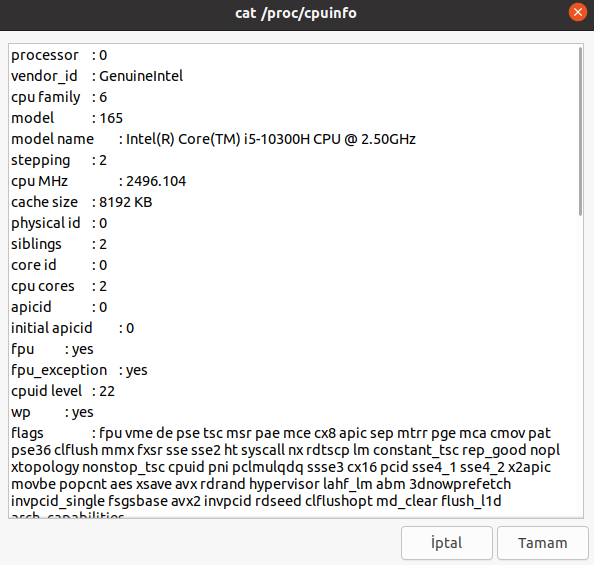 cat /proc/cpuinfo
processor : 0
vendor_id : GenuineIntel
cpu family : 6
model : 165
model name : Intel(R) Core(TM) i5-10300H CPU @ 2.50GHz
stepping : 2
cpu MHz : 2496.104
cache size : 8192 KB
physical id : 0
siblings : 2
core id : 0
cpu cores : 2
apicid : 0
initial apicid : 0
fpu : yes
fpu_exception : yes
cpuid level : 22
wp : yes
flags : fpu vme de pse tsc msr pae mce cx8 apic sep mtrr pge mca cmov pat
pse36 clflush mmx fxsr sse sse2 ht syscall nx rdtscp lm constant_tsc rep_good nopl
xtopology nonstop_tsc cpuid pni pclmulqdq ssse3 cx16 pcid sse4_1 sse4_2 x2apic
movbe popcnt aes xsave avx rdrand hypervisor lahf_lm abm 3dnowprefetch
invpcid_single fsgsbase avx2 invpcid rdseed clflushopt md_clear flush_l1d
arch_capabilities
İptal
Tamam